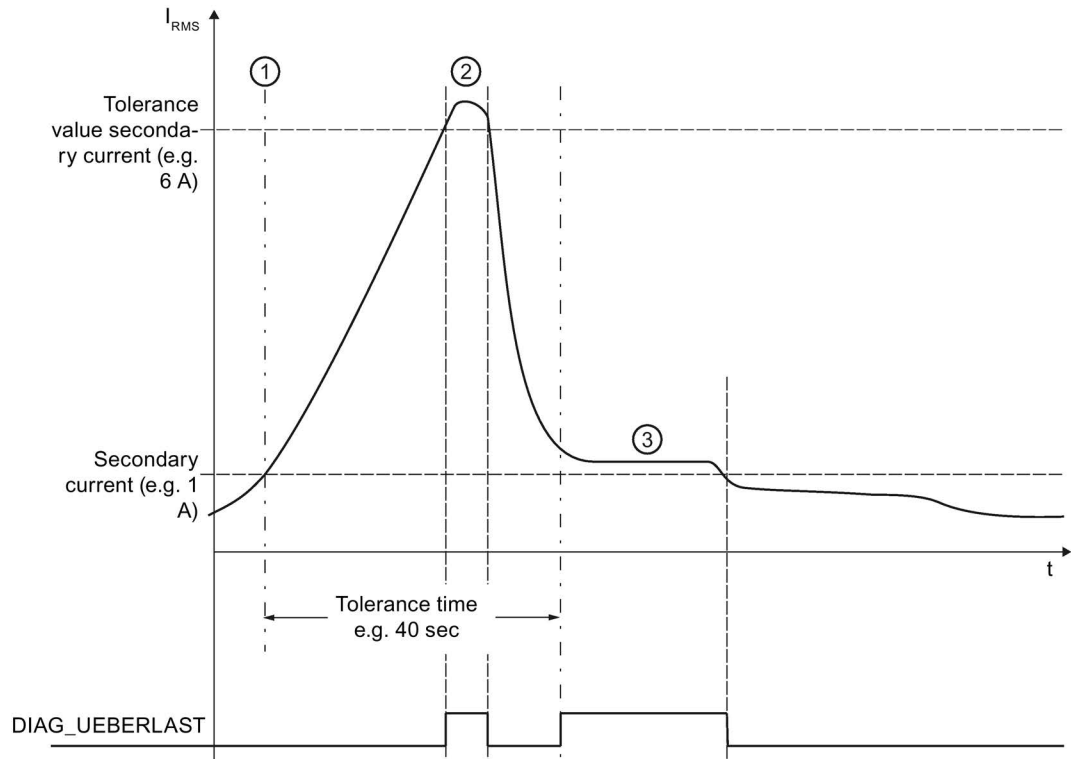 I RMS
1
2
Tolerance
value seconda-
ry current (e.g.
6 A)
3
Secondary
current (e.g. 1
A)
t
Tolerance time
e.g. 40 sec
DIAG_UEBERLAST